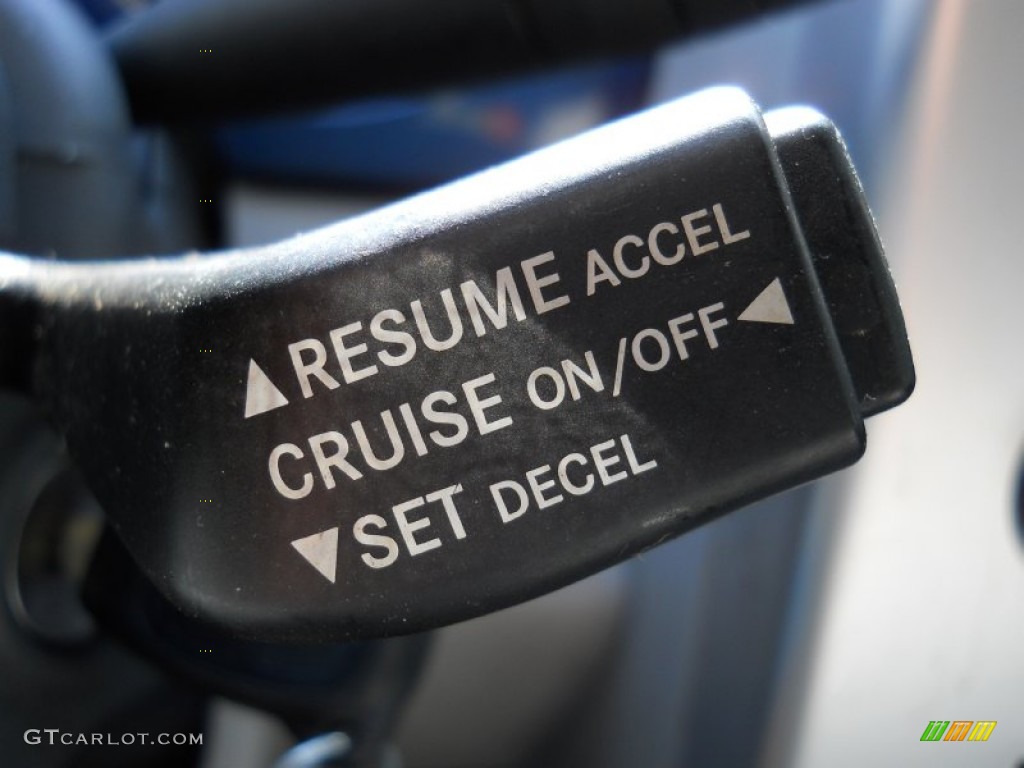 ▲RESUME ACCEL
CRUISE ON/OFF◀
▼SET DECEL
GTCARLOT.COM